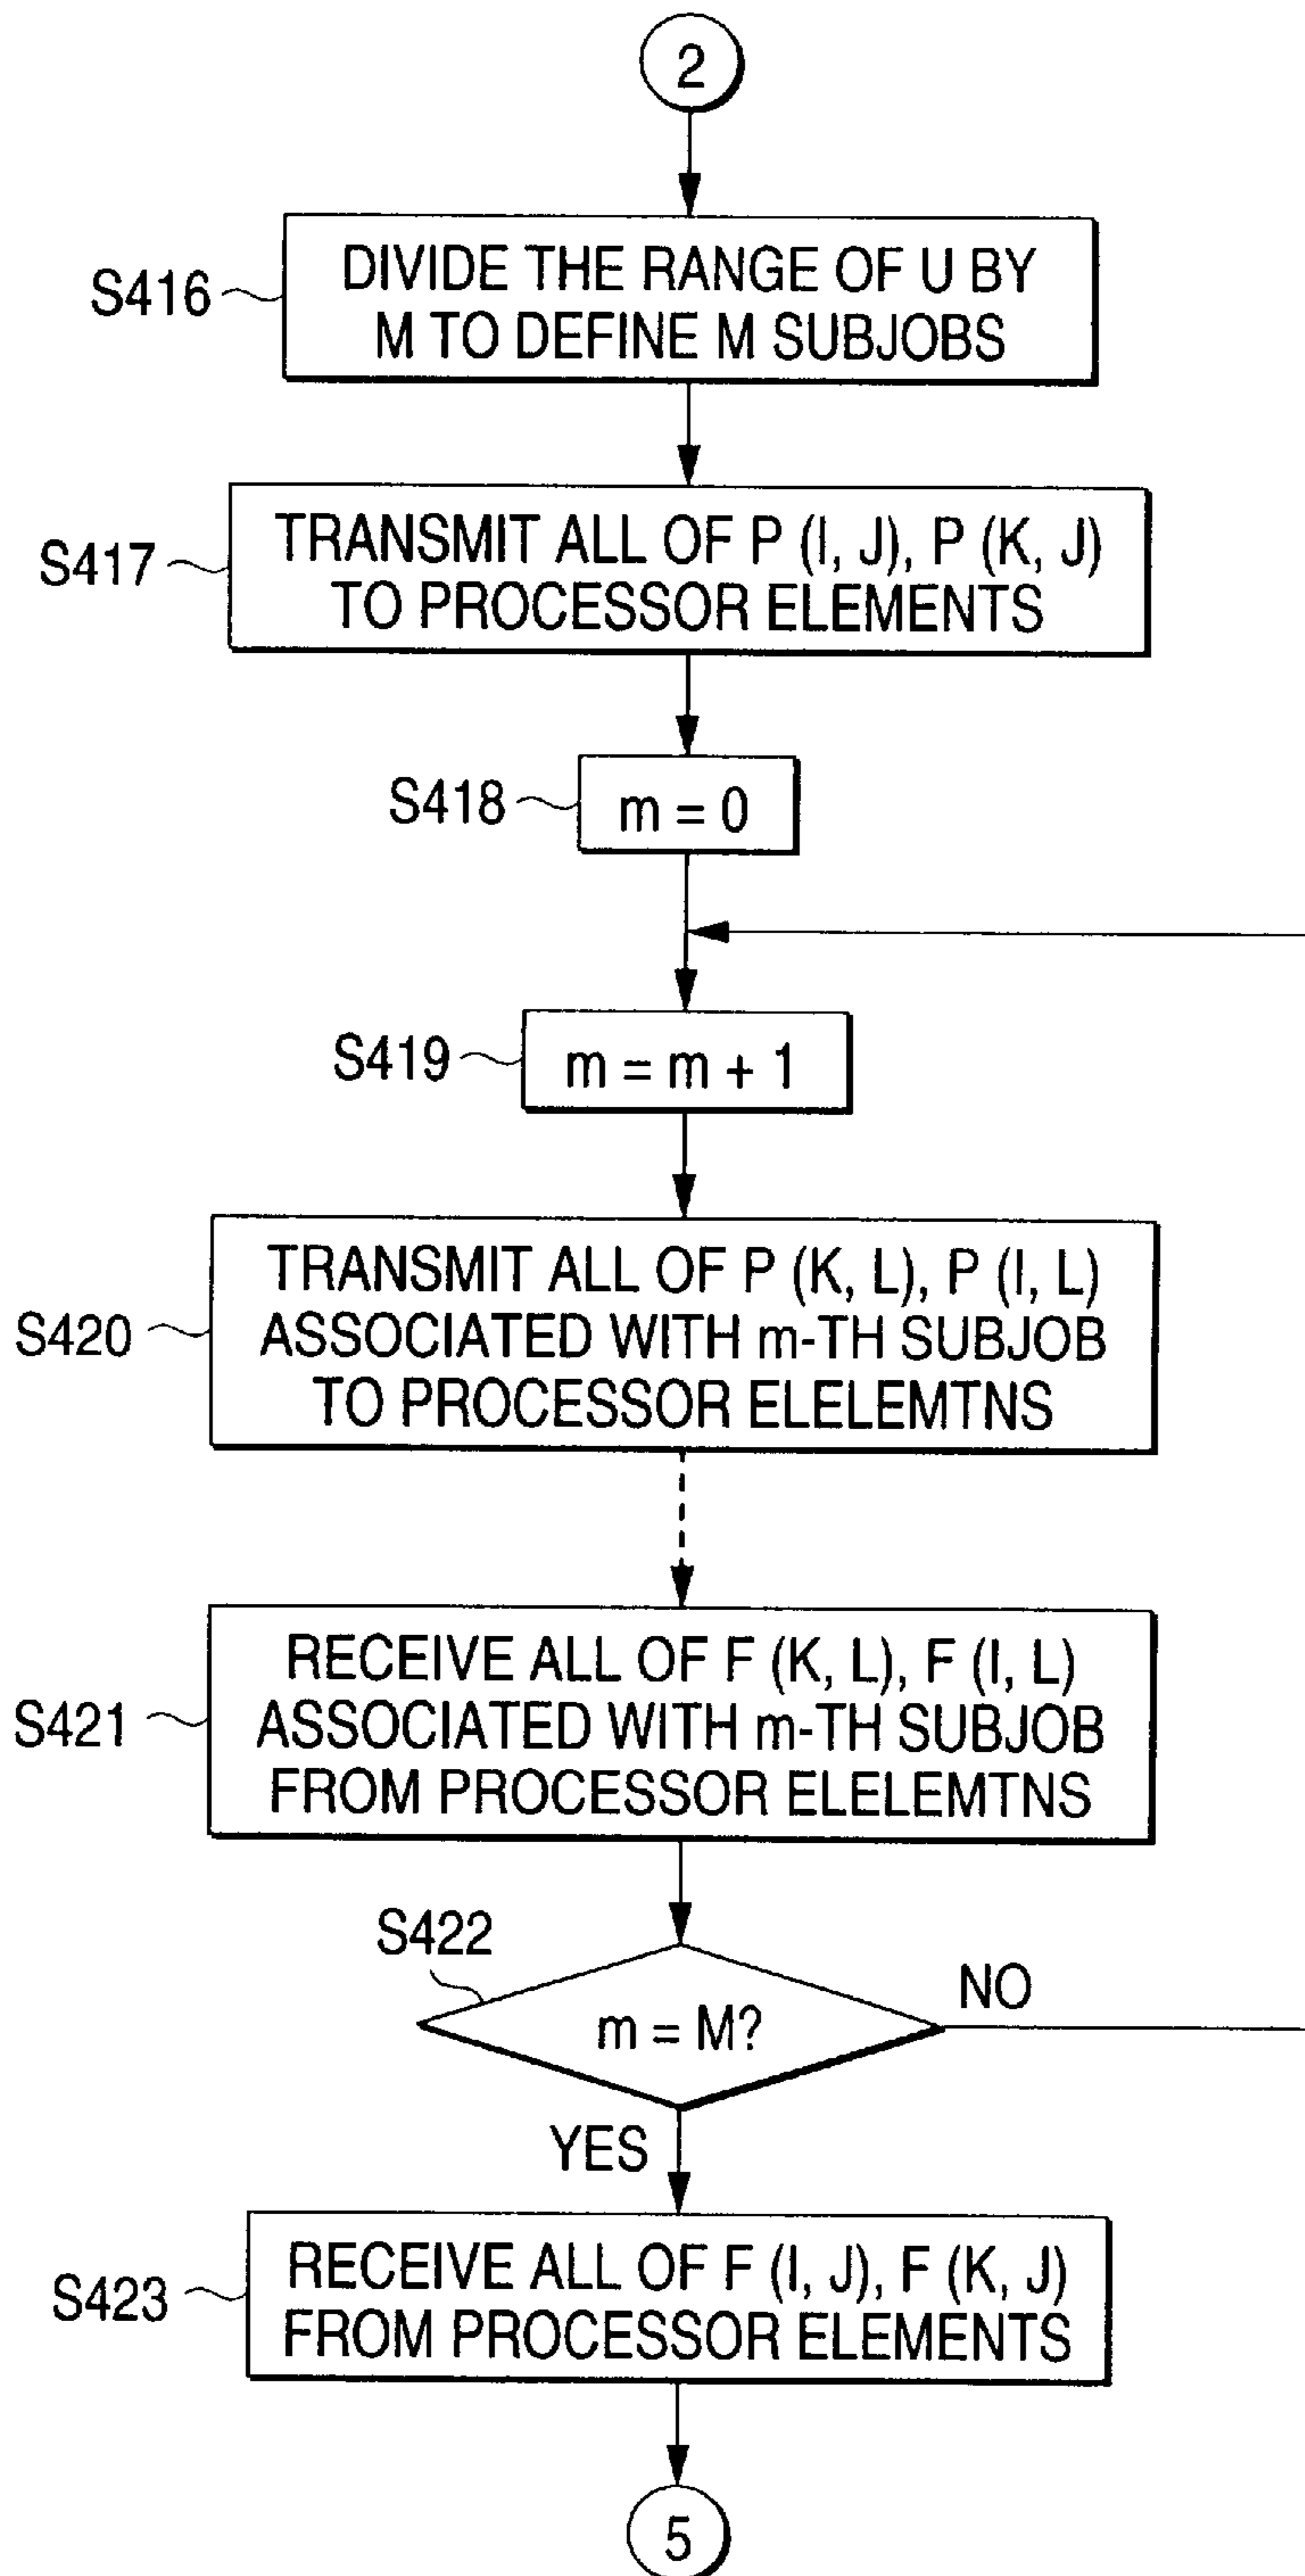 2
S416
DIVIDE THE RANGE OF U BY
M TO DEFINE M SUBJOBS
S417
TRANSMIT ALL OF P (I, J), P (K, J)
TO PROCESSOR ELEMENTS
S418
m = 0
S419
m = m + 1
S420
TRANSMIT ALL OF P (K, L), P (I, L)
ASSOCIATED WITH m-TH SUBJOB
TO PROCESSOR ELELEMTNS
S421
RECEIVE ALL OF F (K, L), F (I, L)
ASSOCIATED WITH m-TH SUBJOB
FROM PROCESSOR ELELEMTNS
S422
m = M?
NO
YES
S423
RECEIVE ALL OF F (I, J), F (K, J)
FROM PROCESSOR ELEMENTS
5